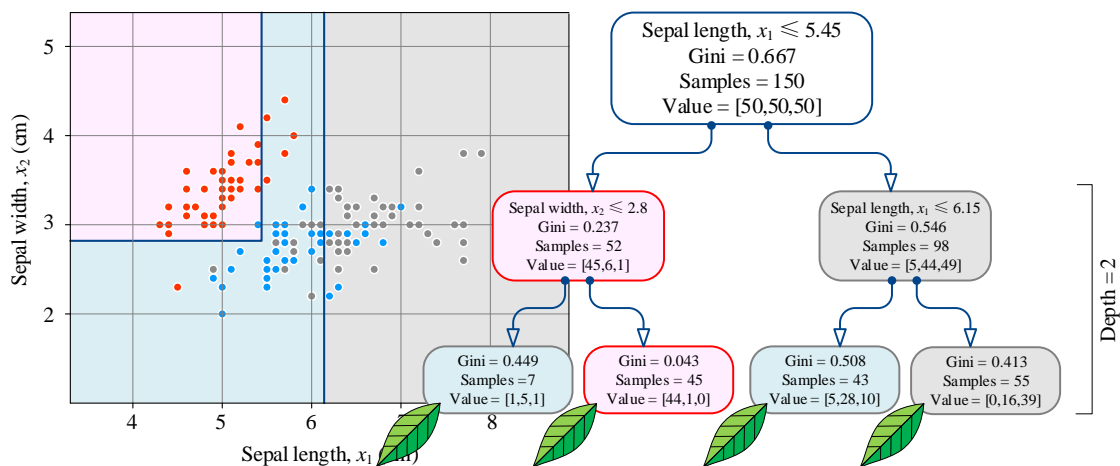 5
4
3
2
Sepal width, x2 (cm)
4
5
6
8
Sepal length, x1
m)
Sepal length, x1 ⩽ 5.45
Gini = 0.667
Samples = 150
Value = [50,50,50]
Sepal width, x2 ⩽ 2.8
Gini = 0.237
Samples = 52
Value = [45,6,1]
Sepal length, x1 ⩽ 6.15
Gini = 0.546
Samples = 98
Value = [5,44,49]
Gini = 0.449
Samples =7
Value = [1,5,1]
Gini = 0.043
Samples = 45
Value = [44,1,0]
Gini = 0.508
Samples = 43
Value = [5,28,10]
Gini = 0.413
Samples = 55
Value = [0,16,39]
Depth = 2